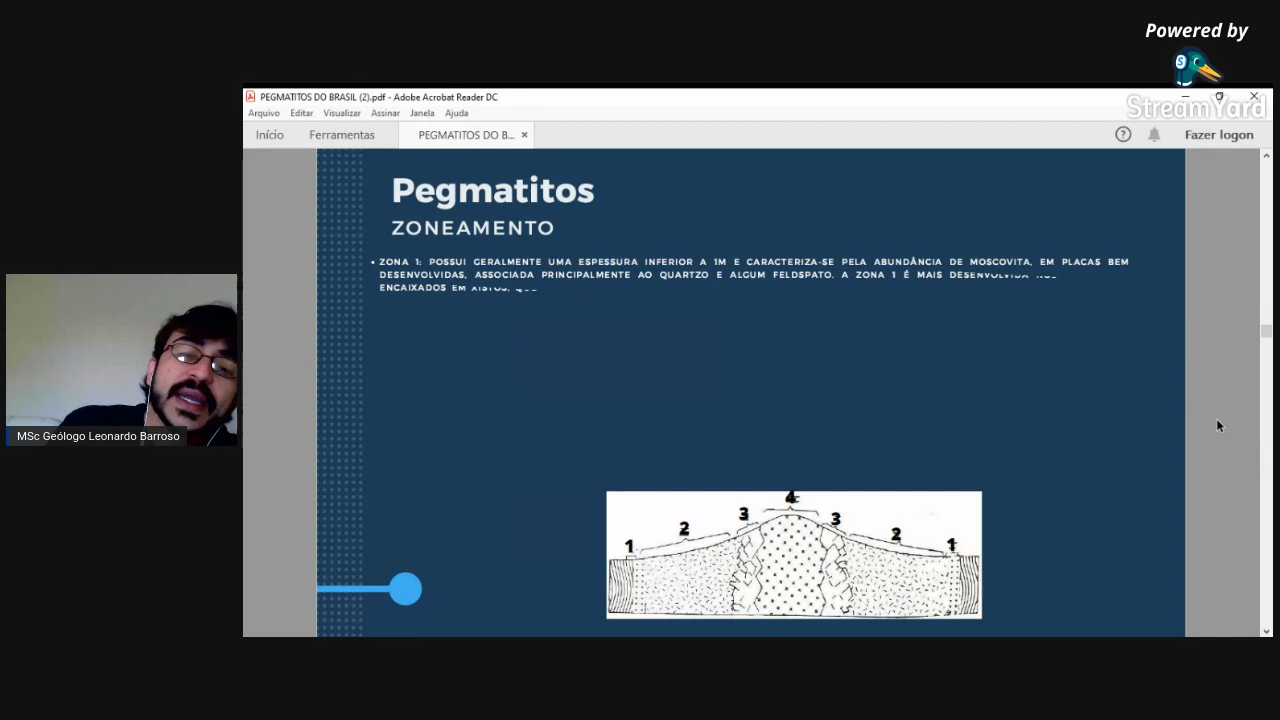 Powered by
StreamYard
PEGMATITOS DO BRASIL (2).pdf - Adobe Acrobat Reader DC
Arquivo Editar Visualizar Assinar Janela Ajuda
Início Ferramentas PEGMATITOS DO B... × Fazer logon
Pegmatitos
ZONEAMENTO
• ZONA 1: POSSUI GERALMENTE UMA ESPESSURA INFERIOR A 1M E CARACTERIZA-SE PELA ABUNDÂNCIA DE MOSCOVITA, EM PLACAS BEM
DESENVOLVIDAS, ASSOCIADA PRINCIPALMENTE AO QUARTZO E ALGUM FELDSPATO. A ZONA 1 É MAIS DESENVOLVIDA
ENCAIXADOS EM XISTOS,
4
3 3
2 2
1 1
MSc Geólogo Leonardo Barroso